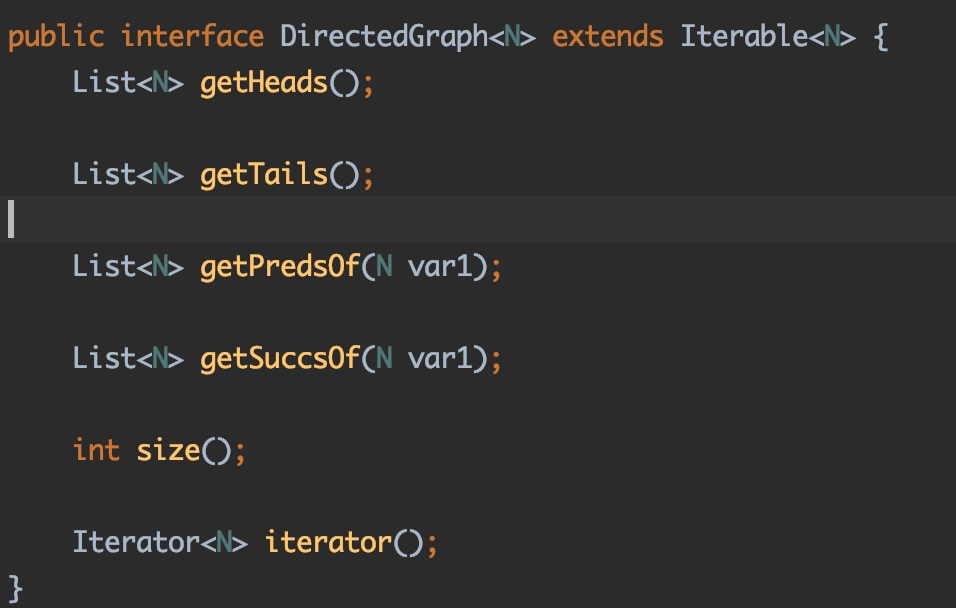 public interface DirectedGraph<N> extends Iterable<N> {
    List<N> getHeads();
    List<N> getTails();
    List<N> getPredsOf(N var1);
    List<N> getSuccsOf(N var1);
    int size();
    Iterator<N> iterator();
}